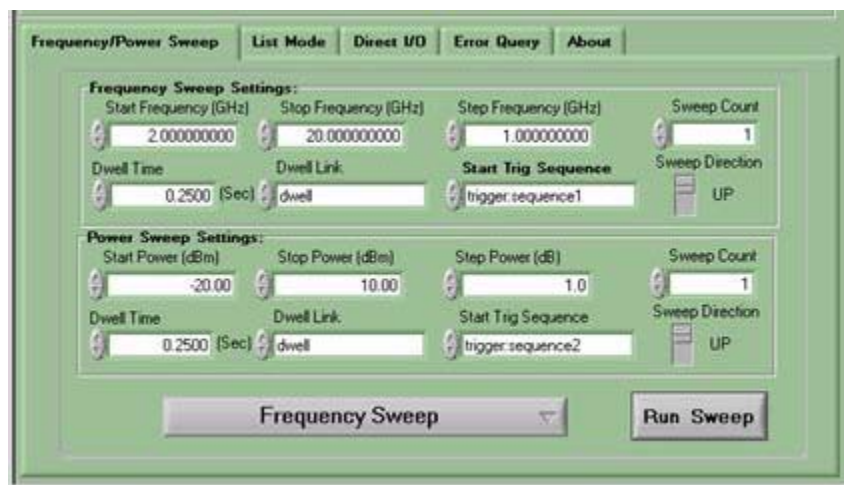 Frequency/Power Sweep List Mode Direct I/O Error Query About
Frequency Sweep Settings:
Start Frequency (GHz) Stop Frequency (GHz) Step Frequency (GHz) Sweep Count
2.000000000 20.000000000 1.000000000 1
Dwell Time Dwell Link Start Trig Sequence Sweep Direction
0.2500 (Sec) dwell trigger:sequence1 UP
Power Sweep Settings:
Start Power (dBm) Stop Power (dBm) Step Power (dB) Sweep Count
-20.00 10.00 1.0 1
Dwell Time Dwell Link Start Trig Sequence Sweep Direction
0.2500 (Sec) dwell trigger:sequence2 UP
Frequency Sweep Run Sweep